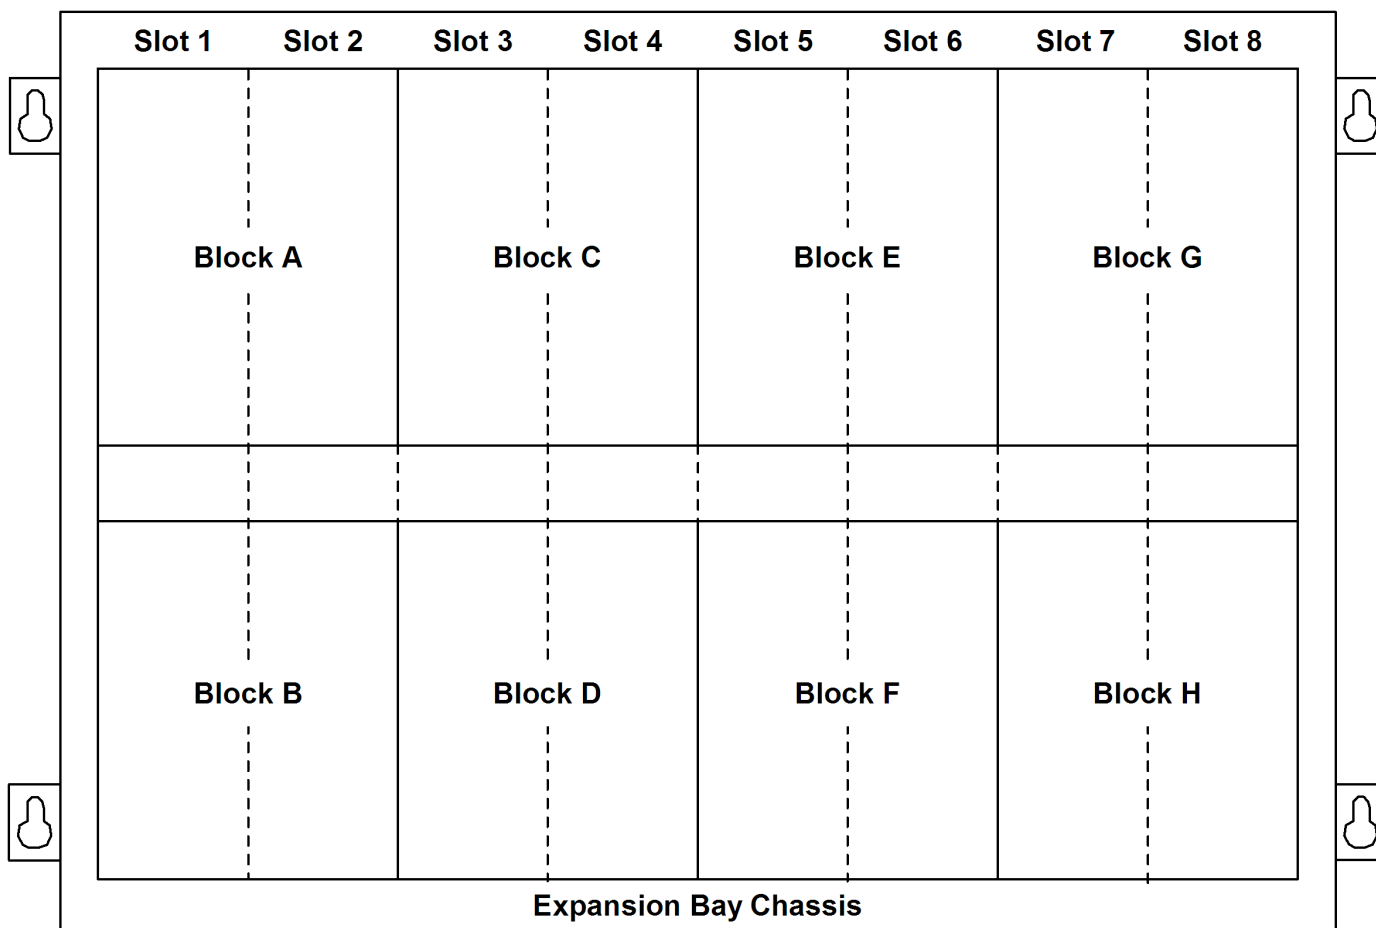 Slot 1 Slot 2 Slot 3 Slot 4 Slot 5 Slot 6 Slot 7 Slot 8
Block A Block C Block E Block G
Block B Block D Block F Block H
Expansion Bay Chassis